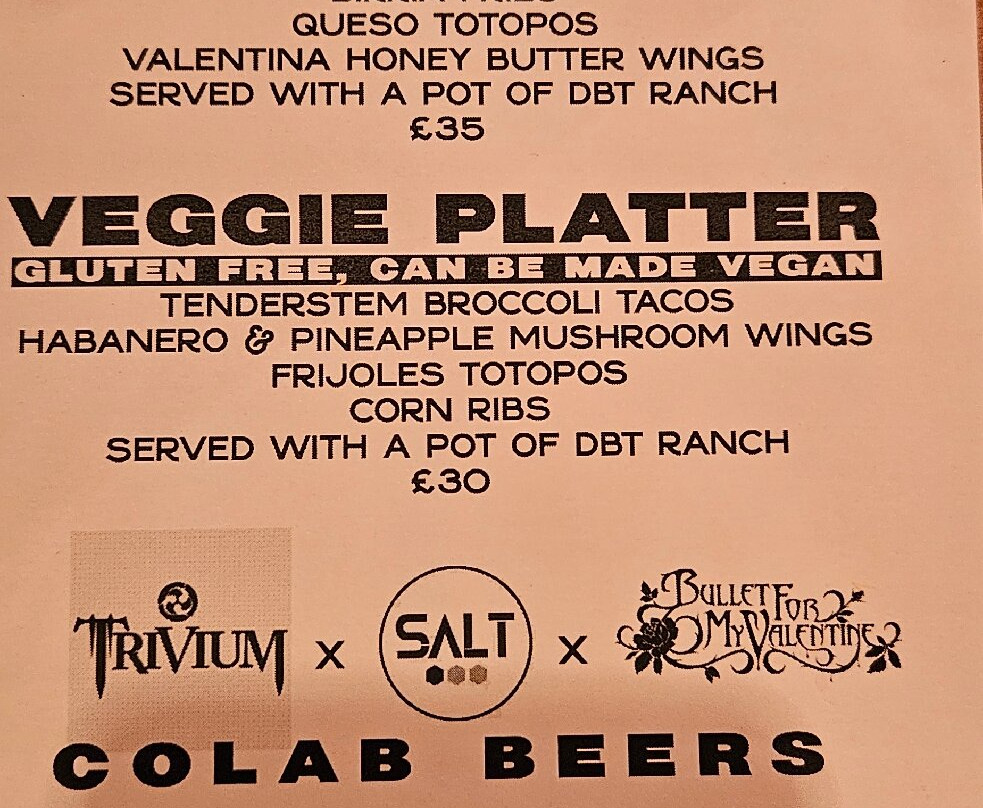 QUESO TOTOPOS
VALENTINA HONEY BUTTER WINGS
SERVED WITH A POT OF DBT RANCH
£35
VEGGIE PLATTER
GLUTEN FREE, CAN BE MADE VEGAN
TENDERSTEM BROCCOLI TACOS
HABANERO & PINEAPPLE MUSHROOM WINGS
FRIJOLES TOTOPOS
CORN RIBS
SERVED WITH A POT OF DBT RANCH
£30
TRIVIUM x SALT x BULLET FOR MY VALENTINE
COLAB BEERS